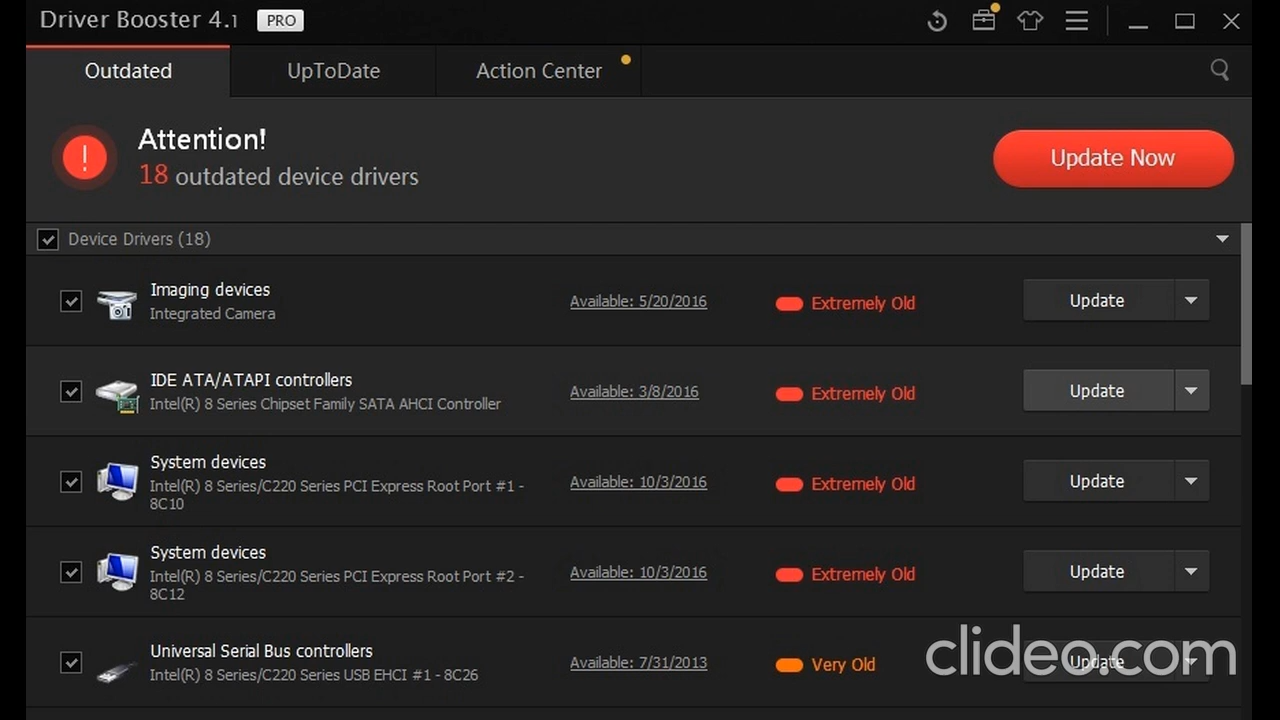 Driver Booster 4.1 PRO
Outdated UpToDate Action Center
Attention!
18 outdated device drivers
Update Now
Device Drivers (18)
Imaging devices
Integrated Camera
Available: 5/20/2016
Extremely Old
Update
IDE ATA/ATAPI controllers
Intel(R) 8 Series Chipset Family SATA AHCI Controller
Available: 3/8/2016
Extremely Old
Update
System devices
Intel(R) 8 Series/C220 Series PCI Express Root Port #1 -
8C10
Available: 10/3/2016
Extremely Old
Update
System devices
Intel(R) 8 Series/C220 Series PCI Express Root Port #2 -
8C12
Available: 10/3/2016
Extremely Old
Update
Universal Serial Bus controllers
Intel(R) 8 Series/C220 Series USB EHCI #1 - 8C26
Available: 7/31/2013
Very Old
Update
clideo.com